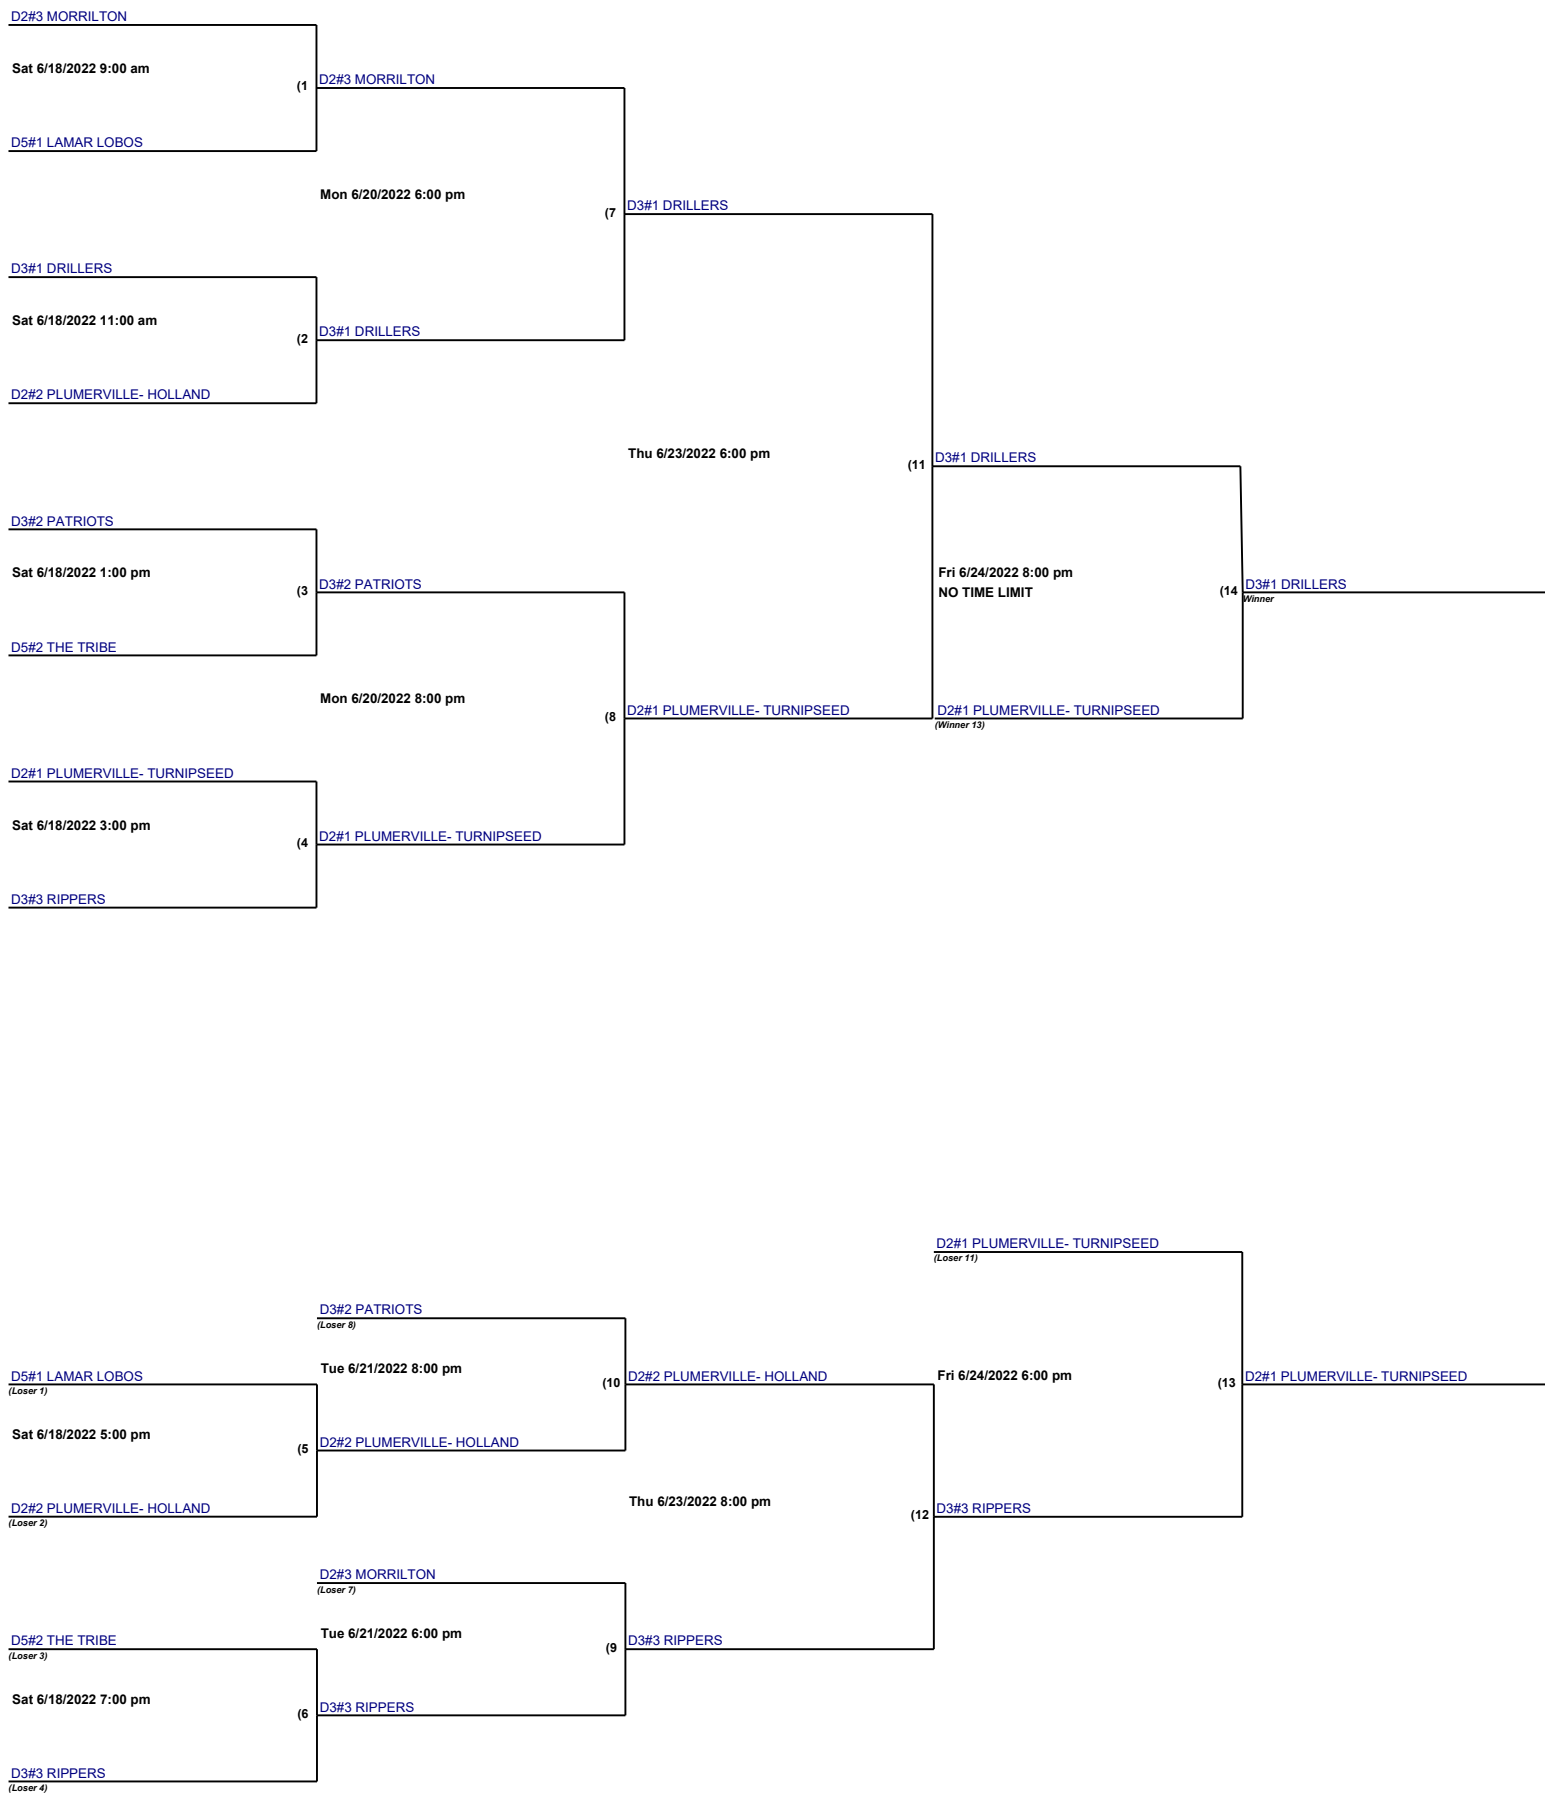 D2#3 MORRILTON
Sat 6/18/2022 9:00 am
(1
D2#3 MORRILTON
D5#1 LAMAR LOBOS
Mon 6/20/2022 6:00 pm
(7
D3#1 DRILLERS
D3#1 DRILLERS
Sat 6/18/2022 11:00 am
(2
D3#1 DRILLERS
D2#2 PLUMERVILLE- HOLLAND
Thu 6/23/2022 6:00 pm
(11
D3#1 DRILLERS
D3#2 PATRIOTS
Sat 6/18/2022 1:00 pm
(3
D3#2 PATRIOTS
Fri 6/24/2022 8:00 pm
NO TIME LIMIT
(14
D3#1 DRILLERS
Winner
D5#2 THE TRIBE
Mon 6/20/2022 8:00 pm
(8
D2#1 PLUMERVILLE- TURNIPSEED
D2#1 PLUMERVILLE- TURNIPSEED
(Winner 13)
D2#1 PLUMERVILLE- TURNIPSEED
Sat 6/18/2022 3:00 pm
(4
D2#1 PLUMERVILLE- TURNIPSEED
D3#3 RIPPERS
D2#1 PLUMERVILLE- TURNIPSEED
(Loser 11)
D3#2 PATRIOTS
(Loser 8)
D5#1 LAMAR LOBOS
(Loser 1)
Tue 6/21/2022 8:00 pm
(10
D2#2 PLUMERVILLE- HOLLAND
Fri 6/24/2022 6:00 pm
(13
D2#1 PLUMERVILLE- TURNIPSEED
Sat 6/18/2022 5:00 pm
(5
D2#2 PLUMERVILLE- HOLLAND
D2#2 PLUMERVILLE- HOLLAND
(Loser 2)
Thu 6/23/2022 8:00 pm
(12
D3#3 RIPPERS
D2#3 MORRILTON
(Loser 7)
D5#2 THE TRIBE
(Loser 3)
Tue 6/21/2022 6:00 pm
(9
D3#3 RIPPERS
Sat 6/18/2022 7:00 pm
(6
D3#3 RIPPERS
D3#3 RIPPERS
(Loser 4)